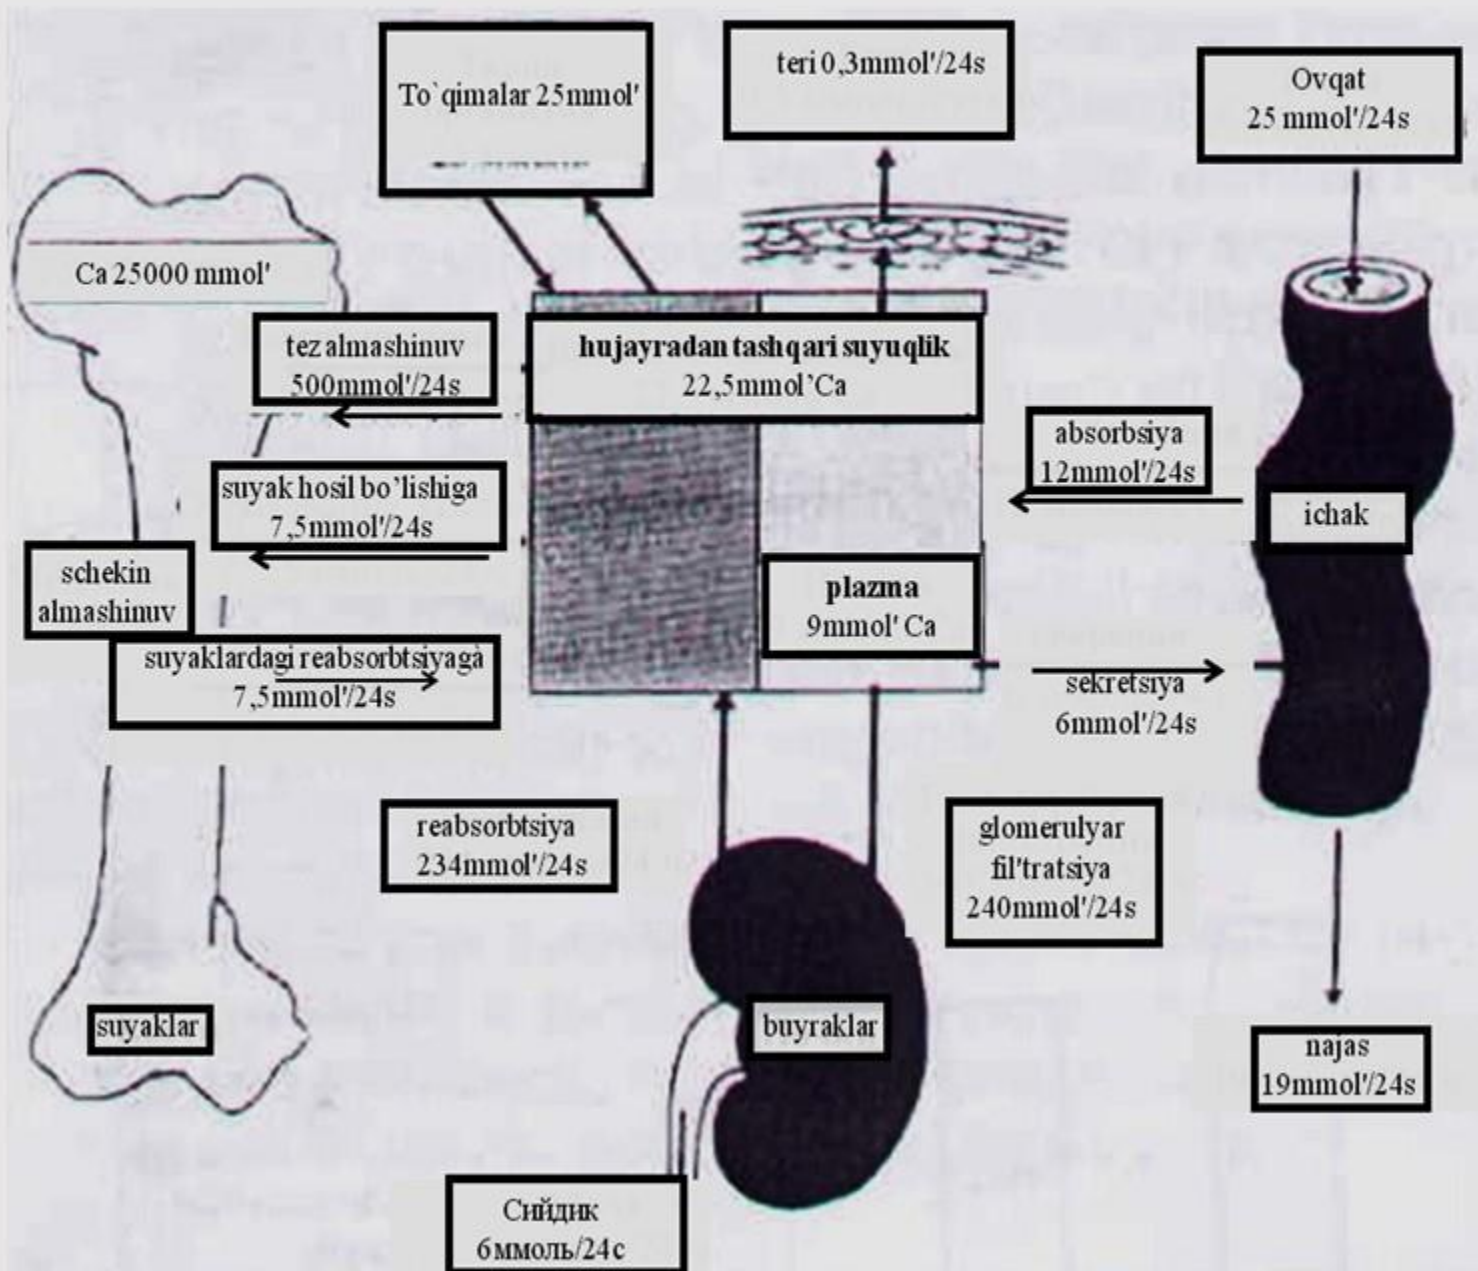 To`qimalar 25mmol'
teri 0,3mmol'/24s
Ovqat
25 mmol'/24s
Ca 25000 mmol'
tez almashinuv
500mmol'/24s
hujayradan tashqari suyuqlik
22,5mmol’Ca
absorbsiya
12mmol'/24s
suyak hosil bo’lishiga
7,5mmol'/24s
ichak
schekin
almashinuv
plazma
9mmol' Ca
suyaklardagi reabsorbtsiyaga
7,5mmol'/24s
sekretsiya
6mmol'/24s
reabsorbtsiya
234mmol'/24s
glomerulyar
fil'tratsiya
240mmol'/24s
suyaklar
buyraklar
najas
19mmol'/24s
Сийдик
6ммоль/24с